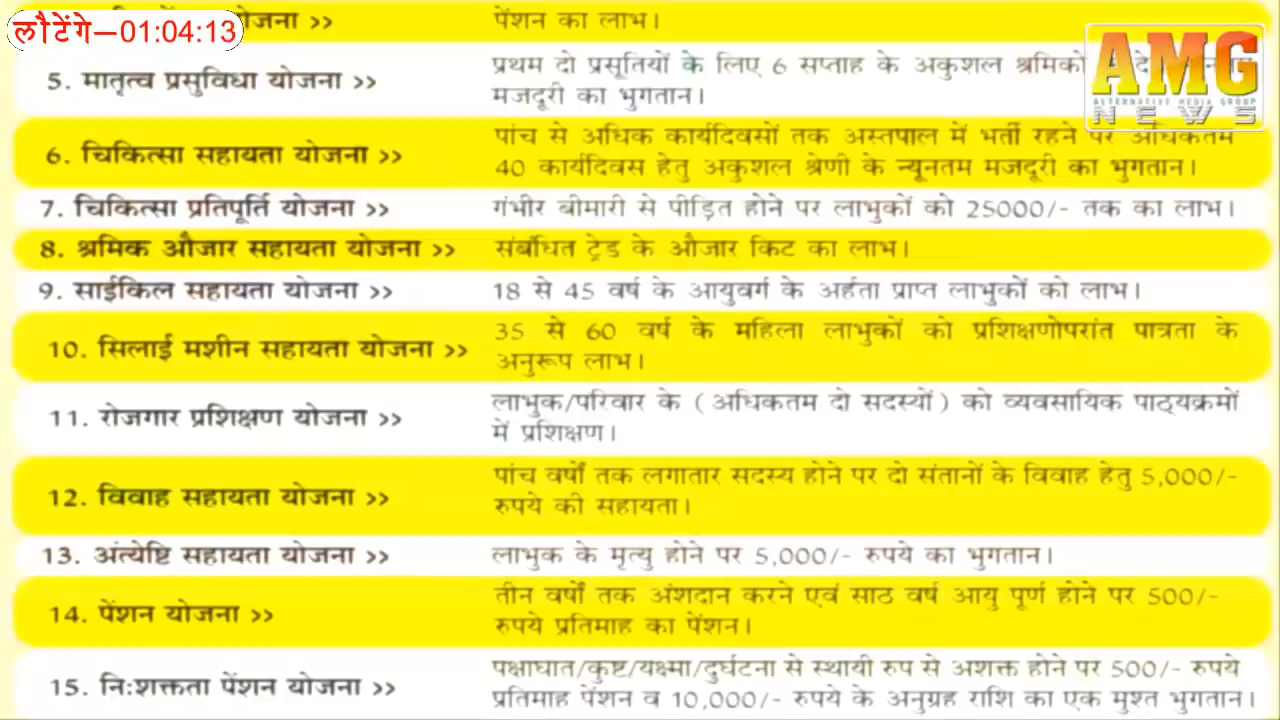 लौटेंगे—01:04:13
योजना >> पेंशन का लाभ।
AMG
ALTERNATIVE MEDIA GROUP
NEWS
5. मातृत्व प्रसुविधा योजना >> प्रथम दो प्रसूतियों के लिए 6 सप्ताह के अकुशल श्रमिकों
मजदूरी का भुगतान।
6. चिकित्सा सहायता योजना >> पांच से अधिक कार्यदिवसों तक अस्तपाल में भर्ती रहने पर अधिकतम
40 कार्यदिवस हेतु अकुशल श्रेणी के न्यूनतम मजदूरी का भुगतान।
7. चिकित्सा प्रतिपूर्ति योजना >> गंभीर बीमारी से पीड़ित होने पर लाभुकों को 25000/- तक का लाभ।
8. श्रमिक औजार सहायता योजना >> संबंधित ट्रेड के औजार किट का लाभ।
9. साईकिल सहायता योजना >> 18 से 45 वर्ष के आयुवर्ग के अर्हता प्राप्त लाभुकों को लाभ।
10. सिलाई मशीन सहायता योजना >> 35 से 60 वर्ष के महिला लाभुकों को प्रशिक्षणोपरांत पात्रता के
अनुरूप लाभ।
11. रोजगार प्रशिक्षण योजना >> लाभुक/परिवार के (अधिकतम दो सदस्यों) को व्यवसायिक पाठ्यक्रमों
में प्रशिक्षण।
12. विवाह सहायता योजना >> पांच वर्षों तक लगातार सदस्य होने पर दो संतानों के विवाह हेतु 5,000/-
रुपये की सहायता।
13. अंत्येष्टि सहायता योजना >> लाभुक के मृत्यु होने पर 5,000/- रुपये का भुगतान।
14. पेंशन योजना >> तीन वर्षों तक अंशदान करने एवं साठ वर्ष आयु पूर्ण होने पर 500/-
रुपये प्रतिमाह का पेंशन।
15. निःशक्तता पेंशन योजना >> पक्षाघात/कुष्ट/यक्ष्मा/दुर्घटना से स्थायी रुप से अशक्त होने पर 500/- रुपये
प्रतिमाह पेंशन व 10,000/- रुपये के अनुग्रह राशि का एक मुश्त भुगतान।